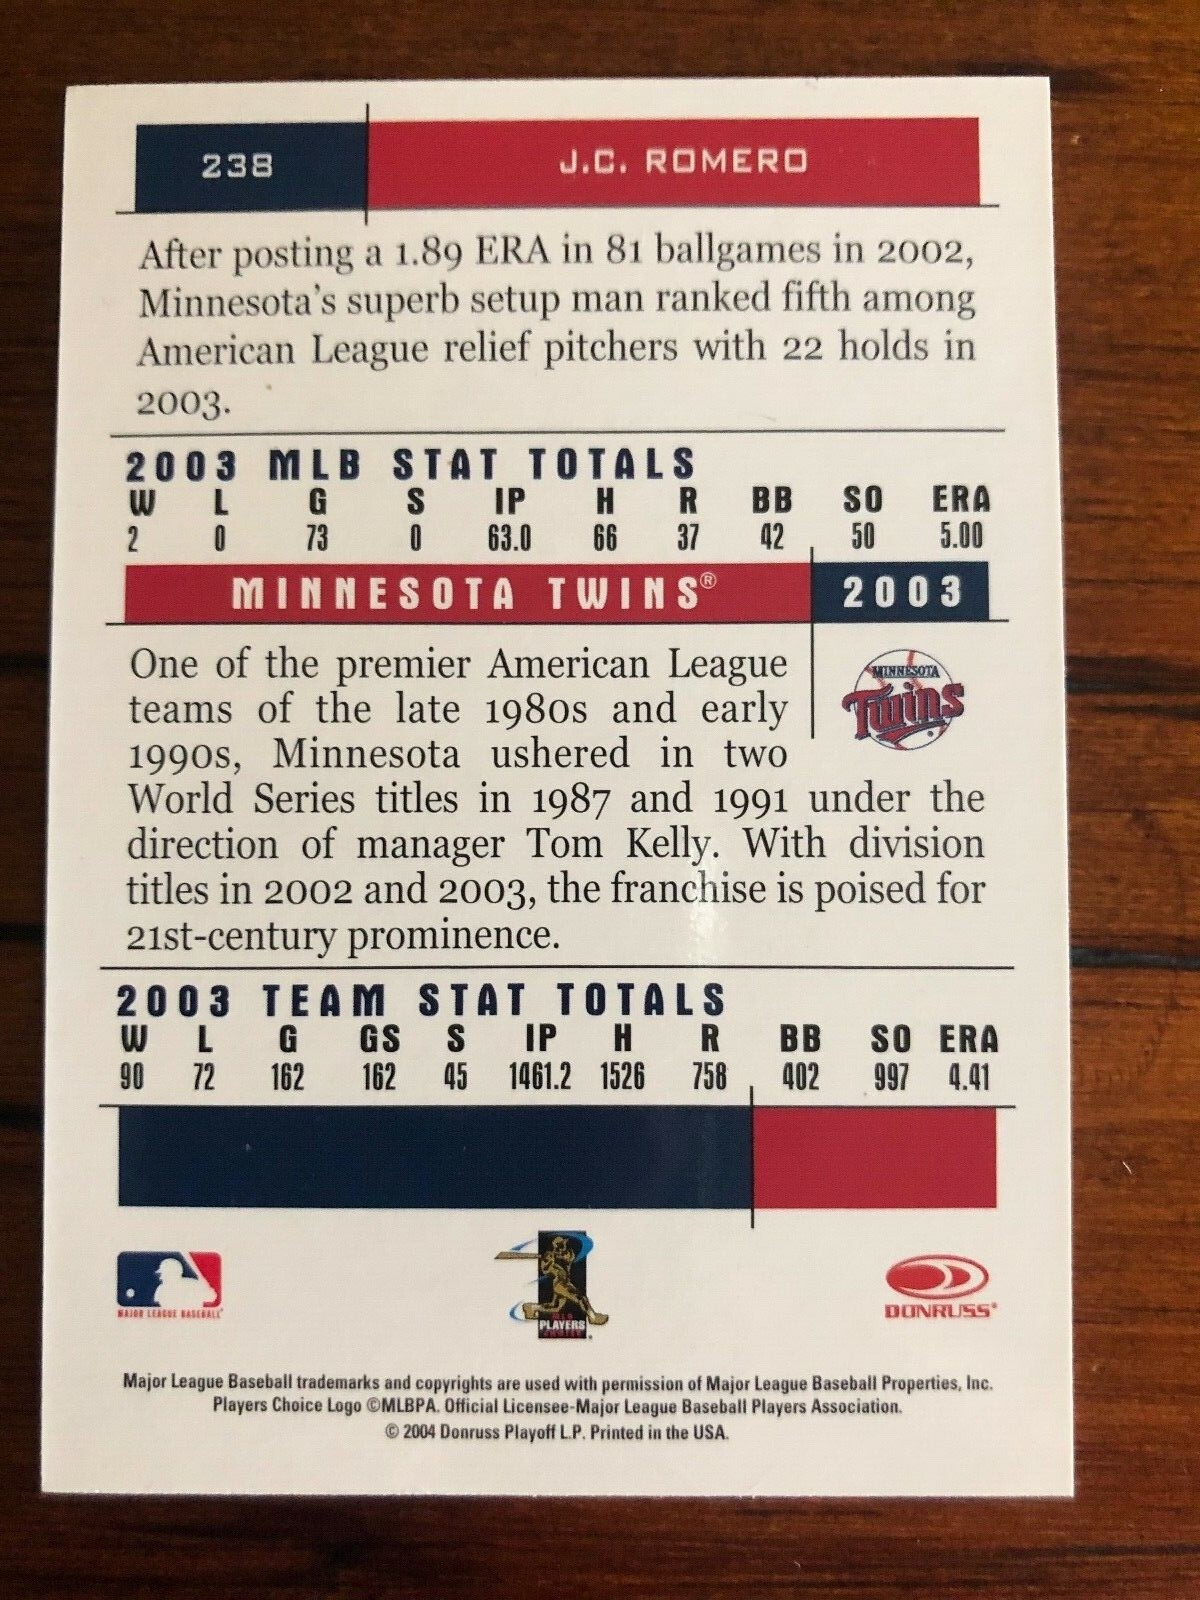 238 J.C. ROMERO
After posting a 1.89 ERA in 81 ballgames in 2002,
Minnesota's superb setup man ranked fifth among
American League relief pitchers with 22 holds in
2003.
2003 MLB STAT TOTALS
W L G S IP H R BB SO ERA
2 0 73 0 63.0 66 37 42 50 5.00
MINNESOTA TWINS® 2003
One of the premier American League
teams of the late 1980s and early
1990s, Minnesota ushered in two
World Series titles in 1987 and 1991 under the
direction of manager Tom Kelly. With division
titles in 2002 and 2003, the franchise is poised for
21st-century prominence.
MINNESOTA
Twins
2003 TEAM STAT TOTALS
W L G GS S IP H R BB SO ERA
90 72 162 162 45 1461.2 1526 758 402 997 4.41
MAJOR LEAGUE BASEBALL
MLB
PLAYERS
CHOICE
DONRUSS®
Major League Baseball trademarks and copyrights are used with permission of Major League Baseball Properties, Inc.
Players Choice Logo ©MLBPA. Official Licensee-Major League Baseball Players Association.
© 2004 Donruss Playoff L.P. Printed in the USA.